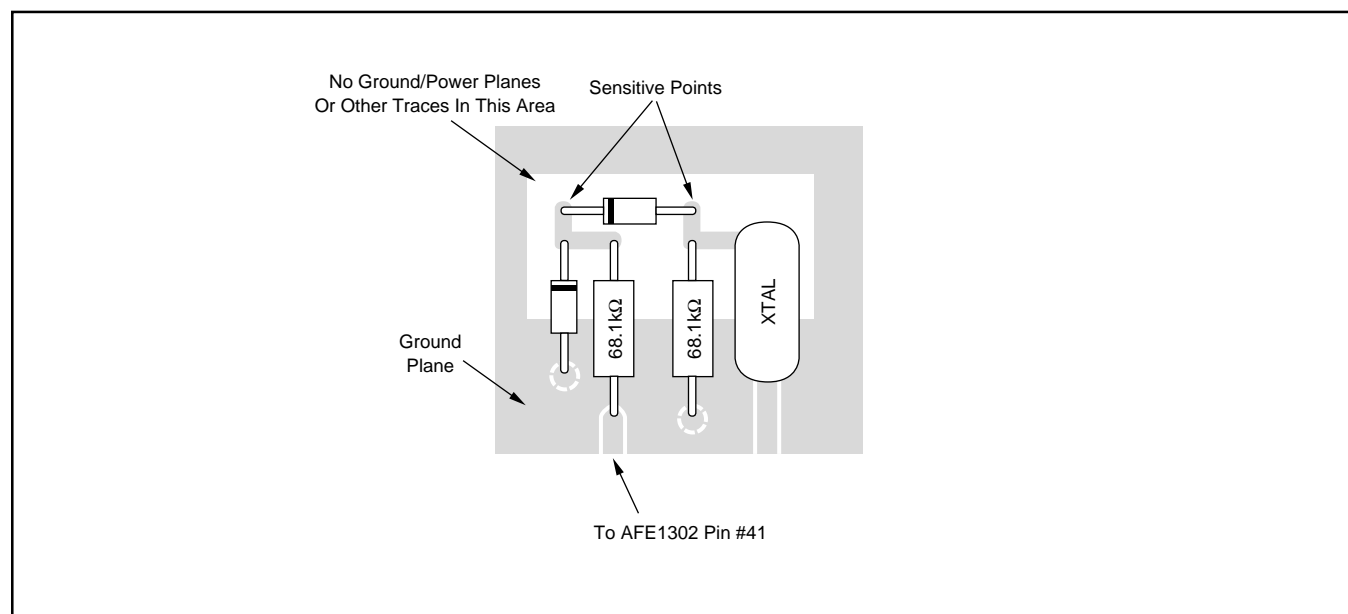 No Ground/Power Planes
Or Other Traces In This Area
Sensitive Points
68.1kΩ
68.1kΩ
XTAL
Ground
Plane
To AFE1302 Pin #41